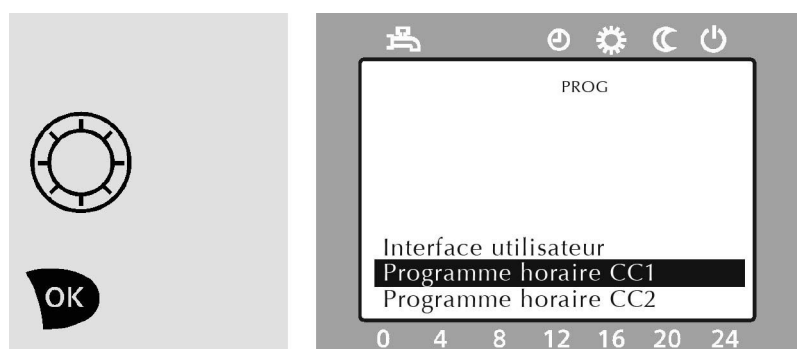 OK
PROG
Interface utilisateur
Programme horaire CC1
Programme horaire CC2
0 4 8 12 16 20 24